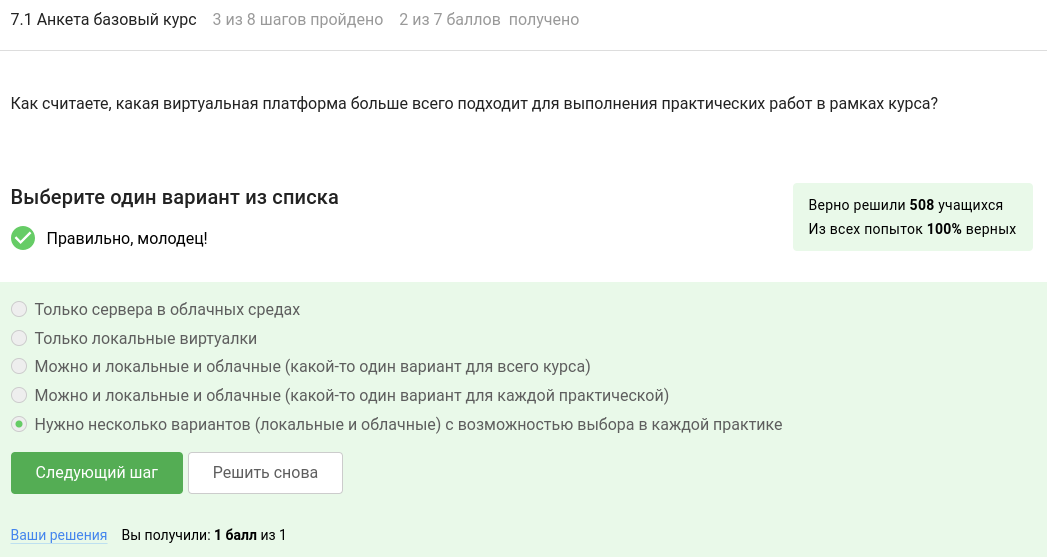 7.1 Анкета базовый курс 3 из 8 шагов пройдено 2 из 7 баллов получено
Как считаете, какая виртуальная платформа больше всего подходит для выполнения практических работ в рамках курса?
Выберите один вариант из списка
Верно решили 508 учащихся
Из всех попыток 100% верных
Правильно, молодец!
Только сервера в облачных средах
Только локальные виртуалки
Можно и локальные и облачные (какой-то один вариант для всего курса)
Можно и локальные и облачные (какой-то один вариант для каждой практической)
Нужно несколько вариантов (локальные и облачные) с возможностью выбора в каждой практике
Следующий шаг Решить снова
Ваши решения Вы получили: 1 балл из 1